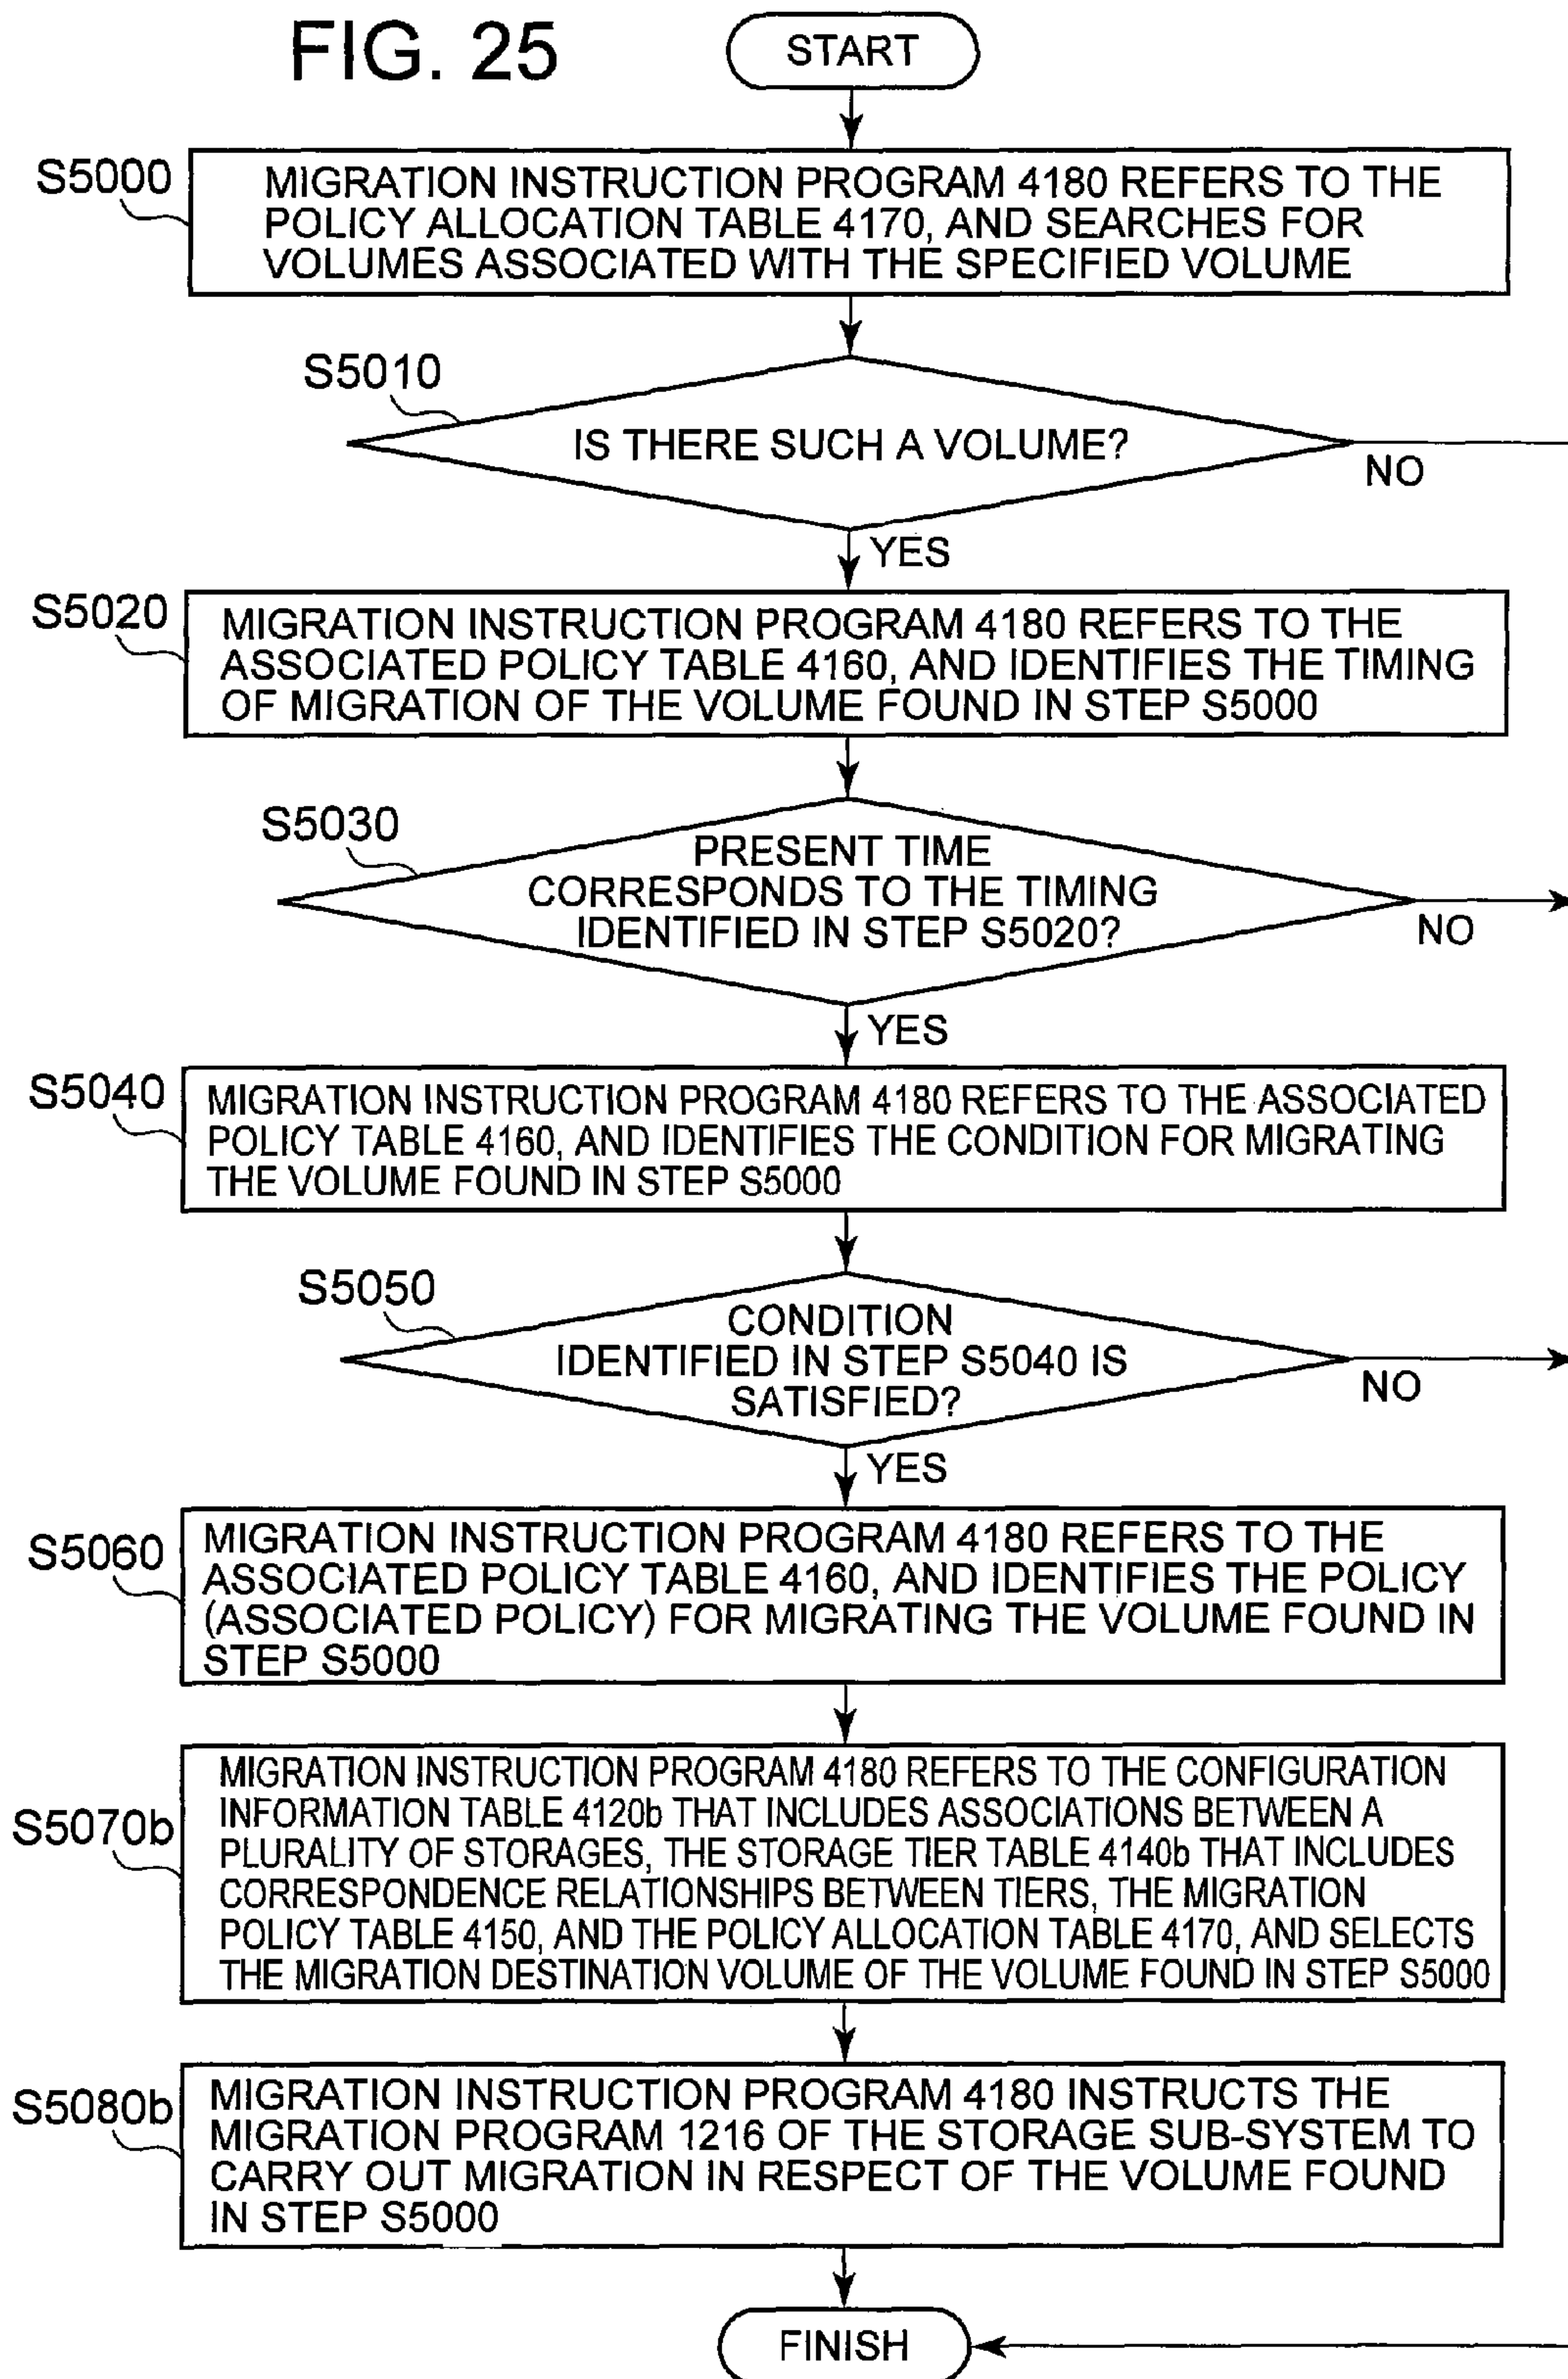 FIG. 25
START
S5000
MIGRATION INSTRUCTION PROGRAM 4180 REFERS TO THE
POLICY ALLOCATION TABLE 4170, AND SEARCHES FOR
VOLUMES ASSOCIATED WITH THE SPECIFIED VOLUME
S5010
IS THERE SUCH A VOLUME?
NO
YES
S5020
MIGRATION INSTRUCTION PROGRAM 4180 REFERS TO THE
ASSOCIATED POLICY TABLE 4160, AND IDENTIFIES THE TIMING
OF MIGRATION OF THE VOLUME FOUND IN STEP S5000
S5030
PRESENT TIME
CORRESPONDS TO THE TIMING
IDENTIFIED IN STEP S5020?
NO
YES
S5040
MIGRATION INSTRUCTION PROGRAM 4180 REFERS TO THE ASSOCIATED
POLICY TABLE 4160, AND IDENTIFIES THE CONDITION FOR MIGRATING
THE VOLUME FOUND IN STEP S5000
S5050
CONDITION
IDENTIFIED IN STEP S5040 IS
SATISFIED?
NO
YES
S5060
MIGRATION INSTRUCTION PROGRAM 4180 REFERS TO THE
ASSOCIATED POLICY TABLE 4160, AND IDENTIFIES THE POLICY
(ASSOCIATED POLICY) FOR MIGRATING THE VOLUME FOUND IN
STEP S5000
S5070b
MIGRATION INSTRUCTION PROGRAM 4180 REFERS TO THE CONFIGURATION
INFORMATION TABLE 4120b THAT INCLUDES ASSOCIATIONS BETWEEN A
PLURALITY OF STORAGES, THE STORAGE TIER TABLE 4140b THAT INCLUDES
CORRESPONDENCE RELATIONSHIPS BETWEEN TIERS, THE MIGRATION
POLICY TABLE 4150, AND THE POLICY ALLOCATION TABLE 4170, AND SELECTS
THE MIGRATION DESTINATION VOLUME OF THE VOLUME FOUND IN STEP S5000
S5080b
MIGRATION INSTRUCTION PROGRAM 4180 INSTRUCTS THE
MIGRATION PROGRAM 1216 OF THE STORAGE SUB-SYSTEM TO
CARRY OUT MIGRATION IN RESPECT OF THE VOLUME FOUND
IN STEP S5000
FINISH